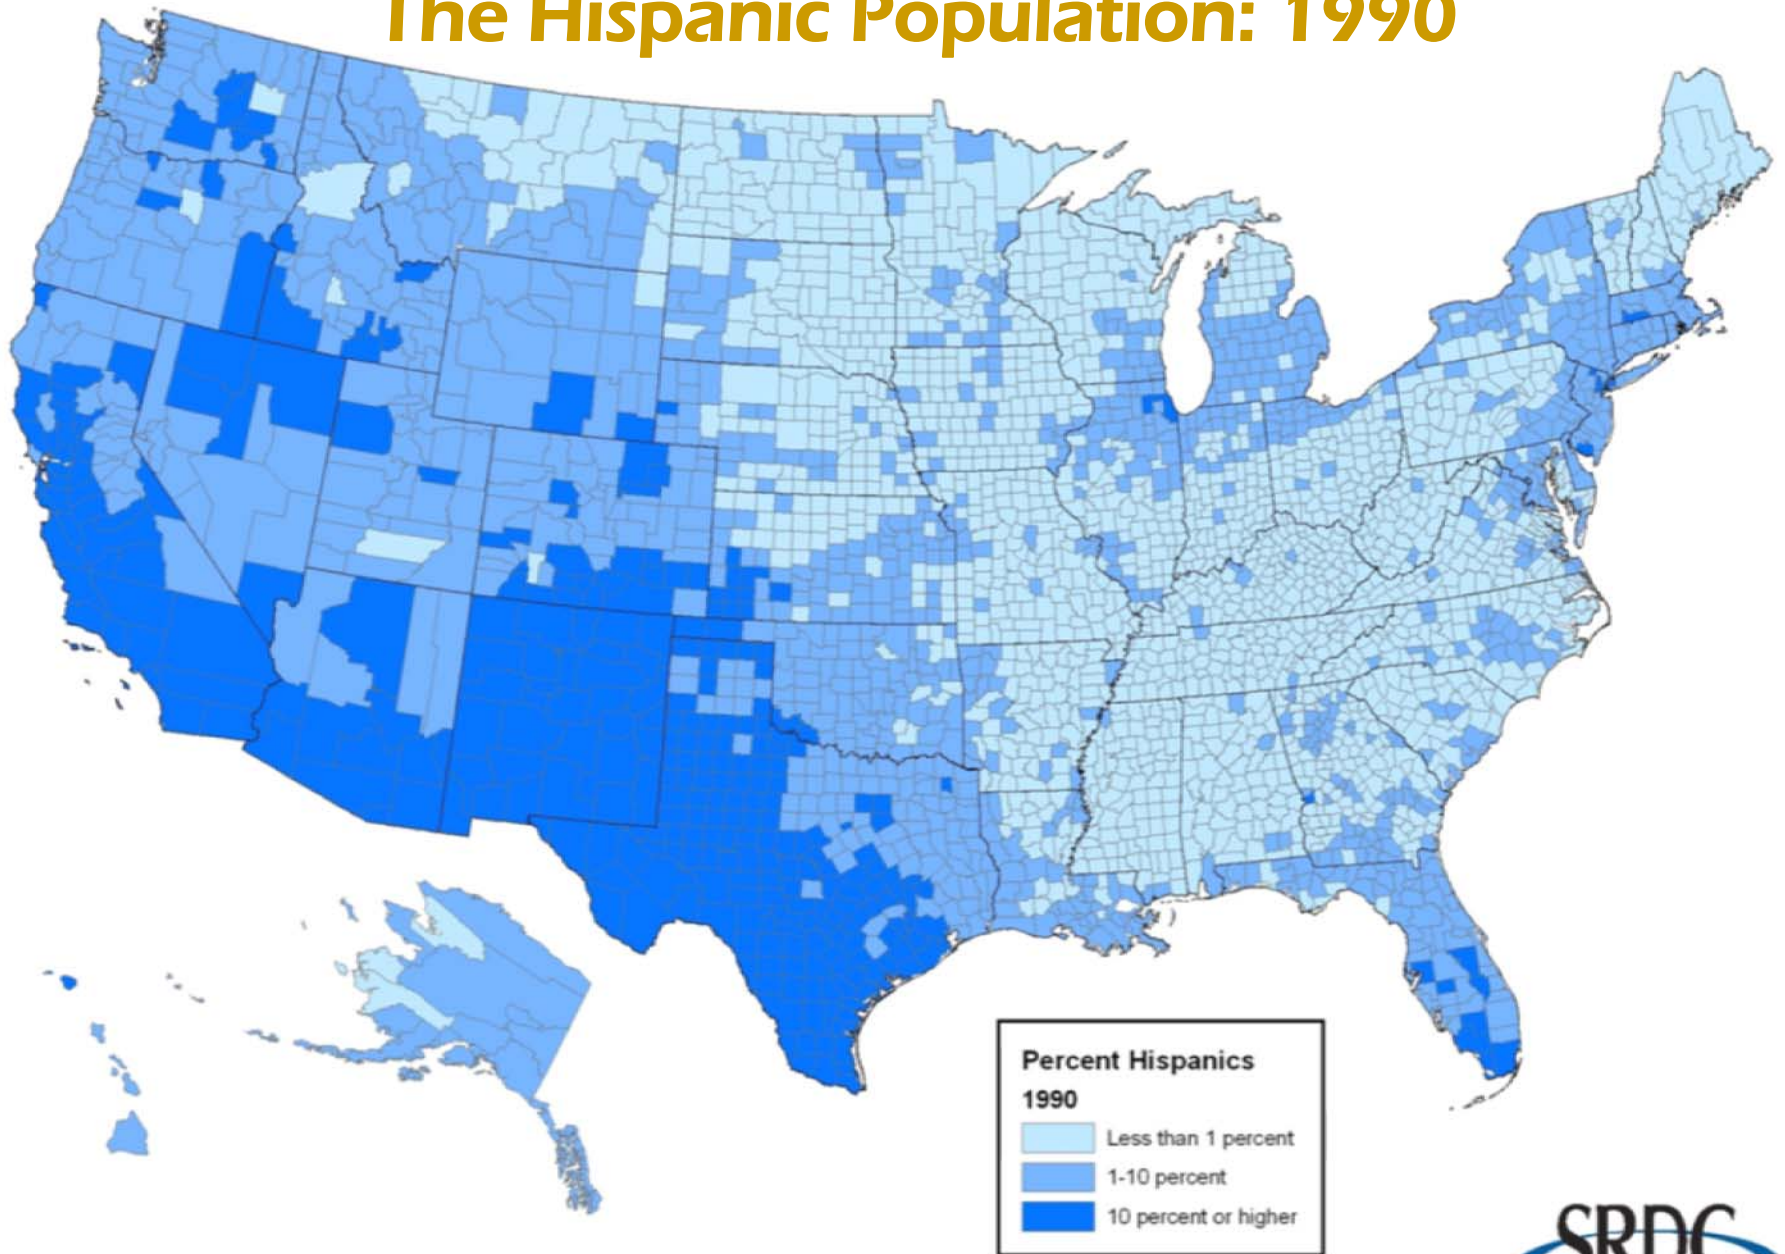 The Hispanic Population: 1990
Percent Hispanics
1990
Less than 1 percent
1-10 percent
10 percent or higher
SRDC